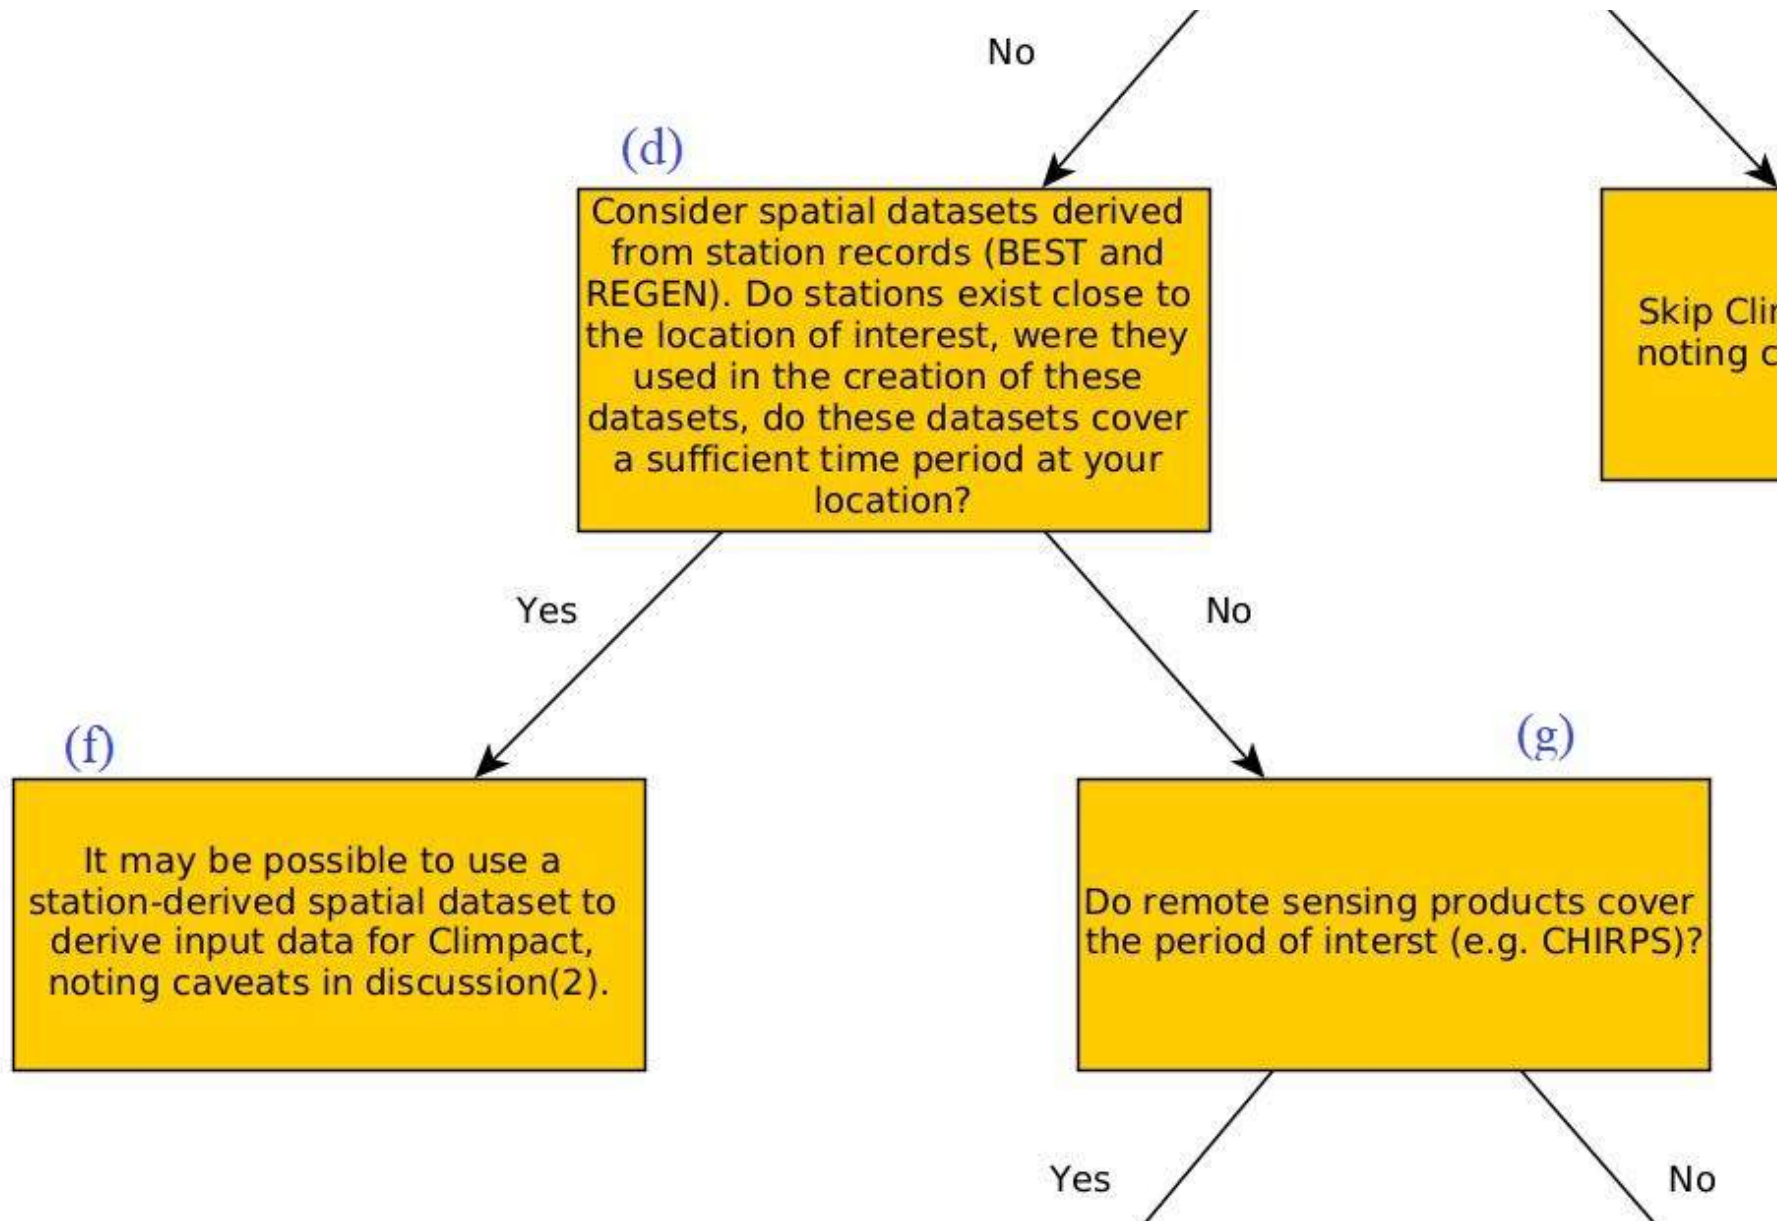 No
(d)
Consider spatial datasets derived
from station records (BEST and
REGEN). Do stations exist close to
the location of interest, were they
used in the creation of these
datasets, do these datasets cover
a sufficient time period at your
location?
Skip
noting
Yes
No
(f)
(g)
It may be possible to use a
station-derived spatial dataset to
derive input data for Climpact,
noting caveats in discussion(2).
Do remote sensing products cover
the period of interst (e.g. CHIRPS)?
Yes
No